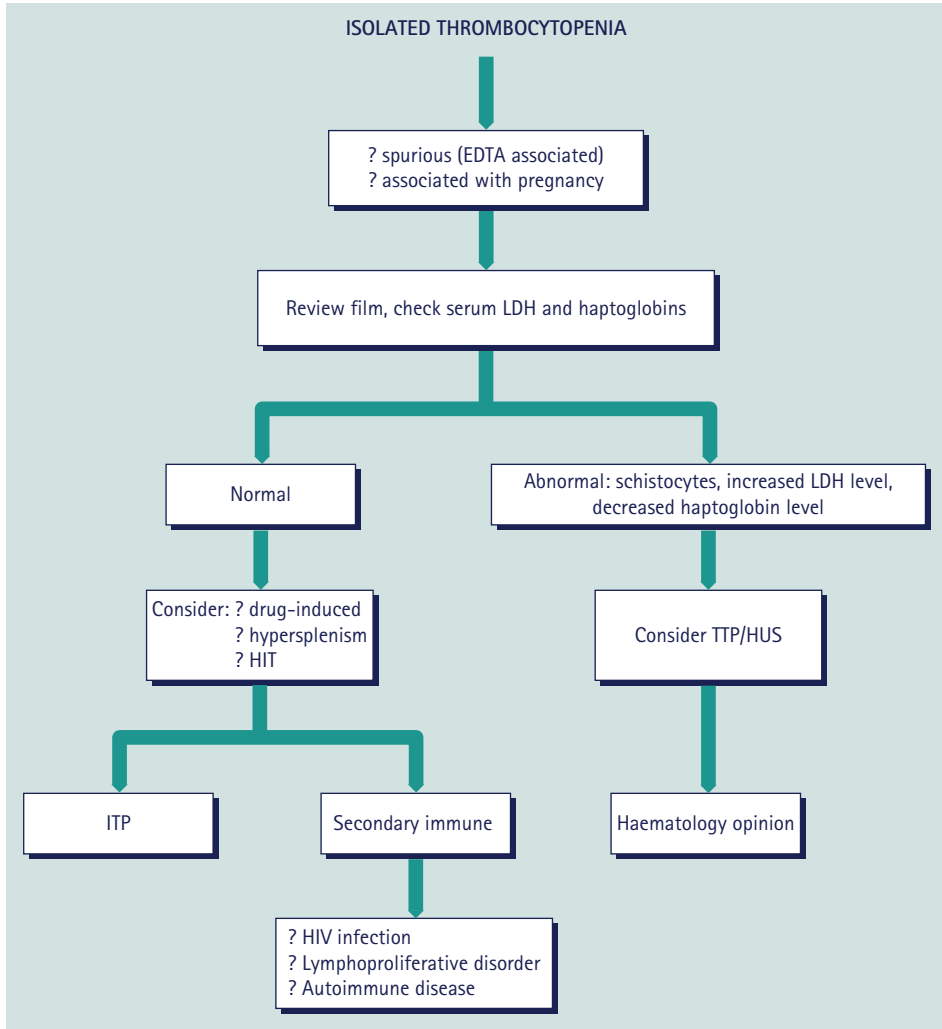 ISOLATED THROMBOCYTOPENIA
? spurious (EDTA associated)
? associated with pregnancy
Review film, check serum LDH and haptoglobins
Normal
Abnormal: schistocytes, increased LDH level,
decreased haptoglobin level
Consider: ? drug-induced
? hypersplenism
? HIT
Consider TTP/HUS
ITP
Secondary immune
Haematology opinion
? HIV infection
? Lymphoproliferative disorder
? Autoimmune disease